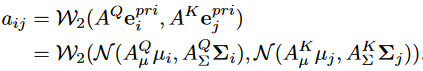 a_{ij} = \mathcal{W}_2(A^Q \mathbf{e}_i^{pri}, A^K \mathbf{e}_j^{pri})
= \mathcal{W}_2(\mathcal{N}(A_\mu^Q \mu_i, A_\Sigma^Q \mathbf{\Sigma}_i), \mathcal{N}(A_\mu^K \mu_j, A_\Sigma^K \mathbf{\Sigma}_j)).